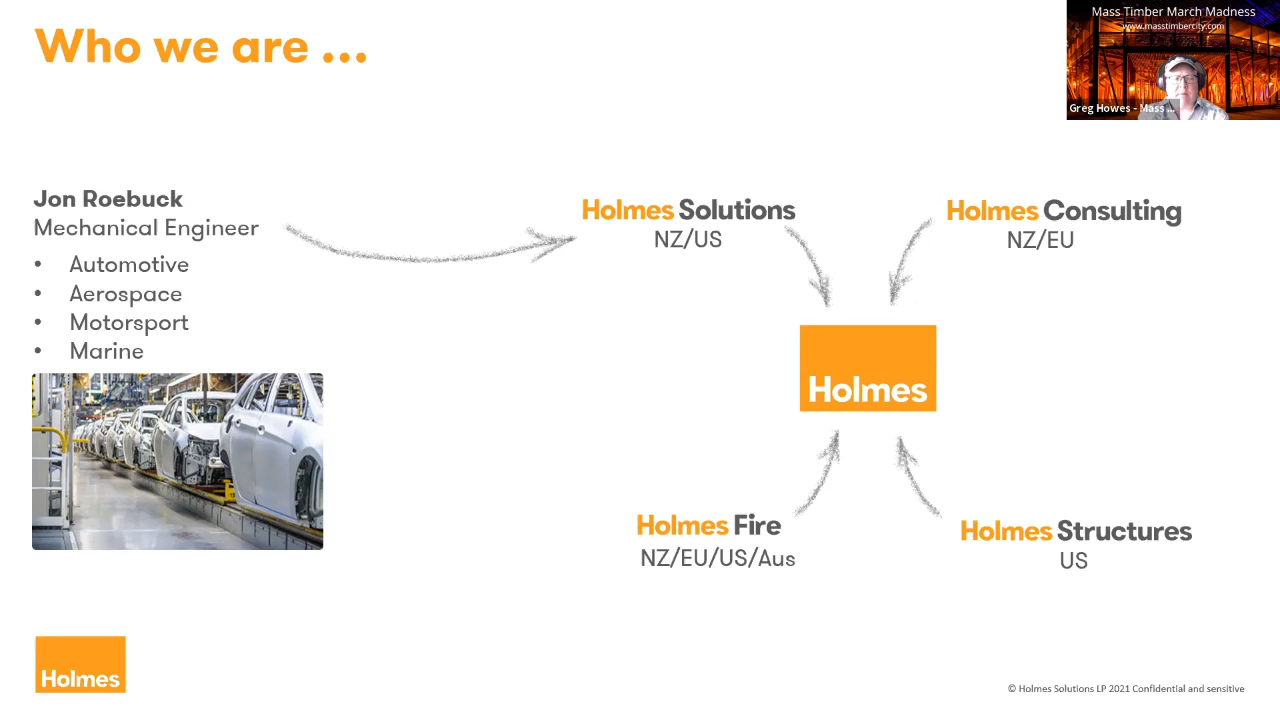 Who we are ...
Mass Timber March Madness
www.masstimbercity.com
Greg Howes - Mass ...
Jon Roebuck
Mechanical Engineer
• Automotive
• Aerospace
• Motorsport
• Marine
Holmes Solutions
NZ/US
Holmes Consulting
NZ/EU
Holmes
Holmes Fire
NZ/EU/US/Aus
Holmes Structures
US
Holmes
© Holmes Solutions LP 2021 Confidential and sensitive